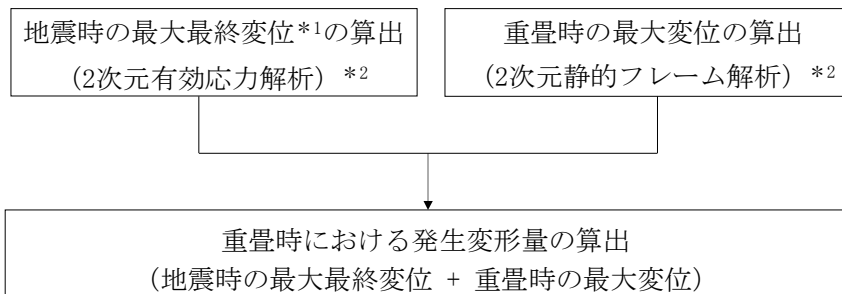 地震時の最大最終変位*1の算出
(2次元有効応力解析) *2
重畳時の最大変位の算出
(2次元静的フレーム解析) *2
重畳時における発生変形量の算出
(地震時の最大最終変位 + 重畳時の最大変位)